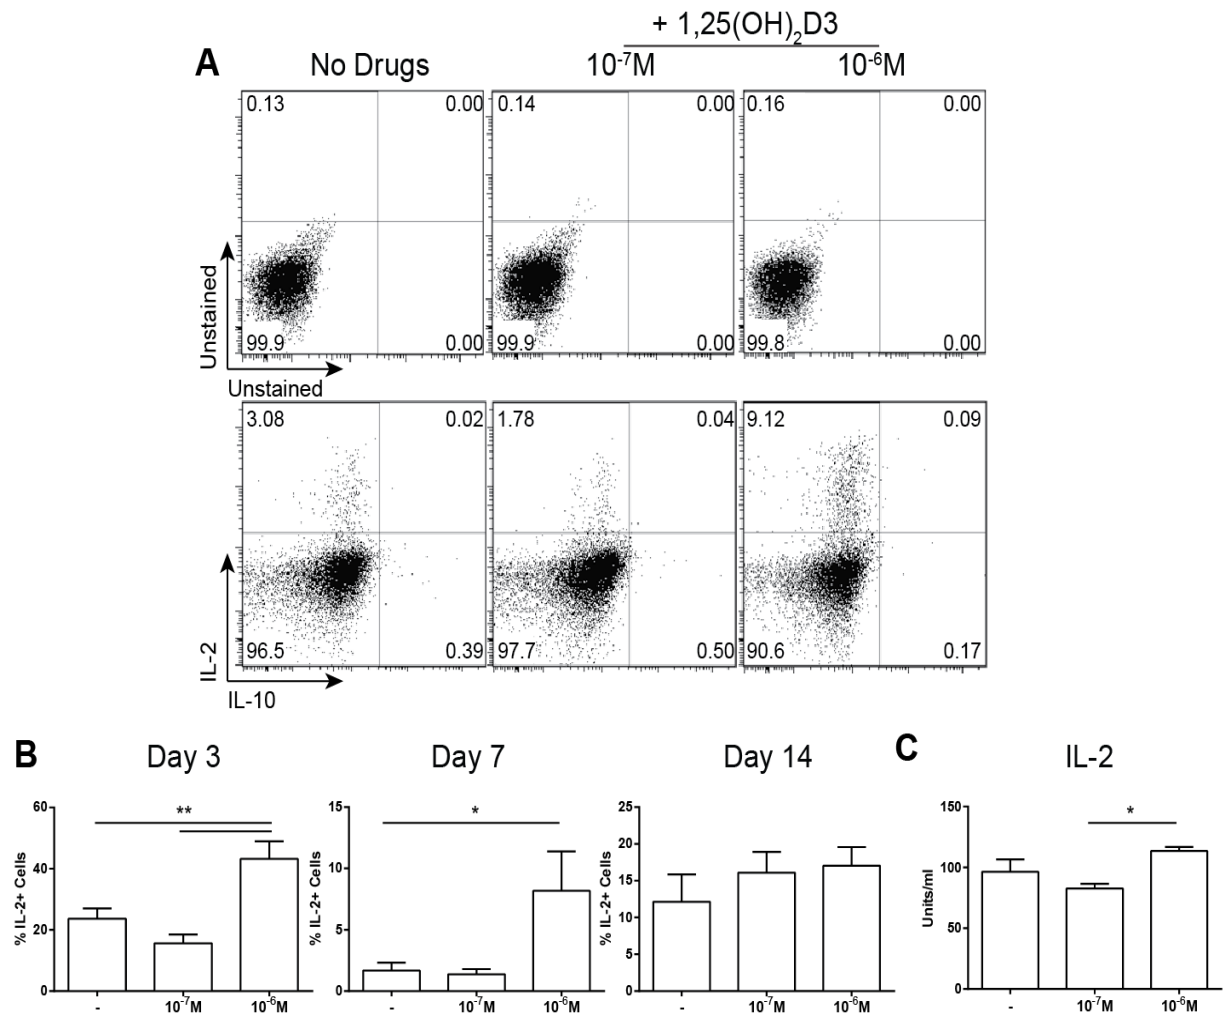 + 1,25(OH)₂D3
A No Drugs 10⁻⁷M 10⁻⁶M
0.13 0.00 0.14 0.00 0.16 0.00
Unstained
99.9 0.00 99.9 0.00 99.8 0.00
Unstained
3.08 0.02 1.78 0.04 9.12 0.09
IL-2
96.5 0.39 97.7 0.50 90.6 0.17
IL-10
B Day 3 Day 7 Day 14 C IL-2
% IL-2+ Cells
60
40
20
0
**
- 10⁻⁷M 10⁻⁶M
% IL-2+ Cells
15
10
5
0
*
- 10⁻⁷M 10⁻⁶M
% IL-2+ Cells
25
20
15
10
5
0
- 10⁻⁷M 10⁻⁶M
Units/ml
150
100
50
0
*
- 10⁻⁷M 10⁻⁶M